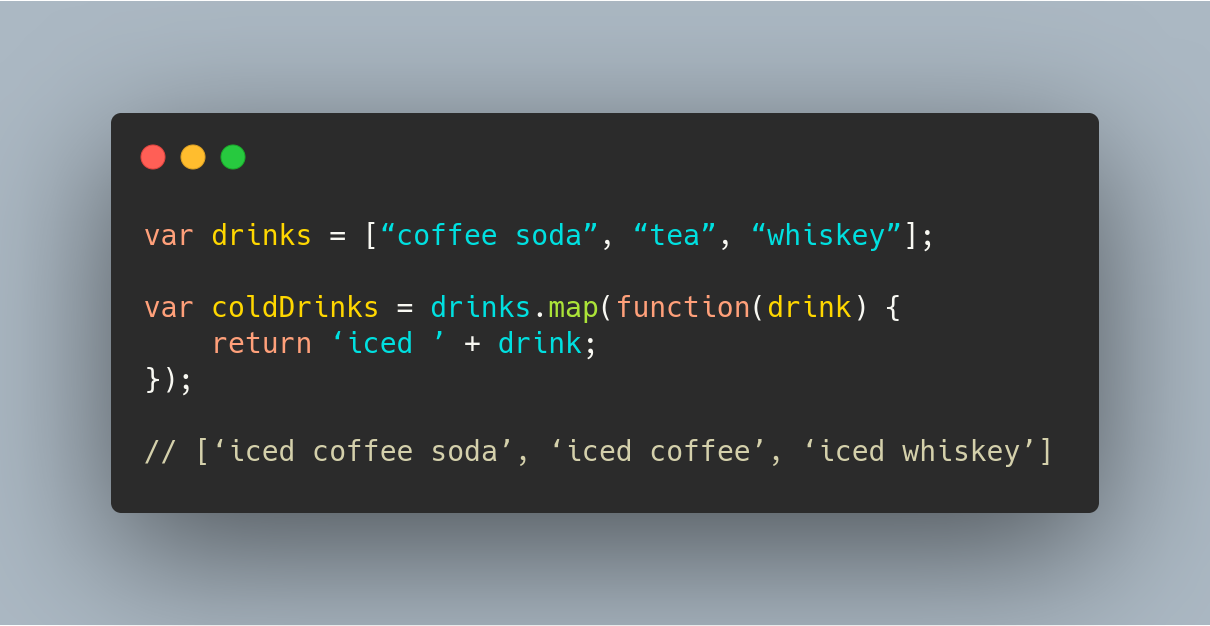 var drinks = [“coffee soda”, “tea”, “whiskey”];
var coldDrinks = drinks.map(function(drink) {
    return ‘iced ’ + drink;
});
// [‘iced coffee soda’, ‘iced coffee’, ‘iced whiskey’]